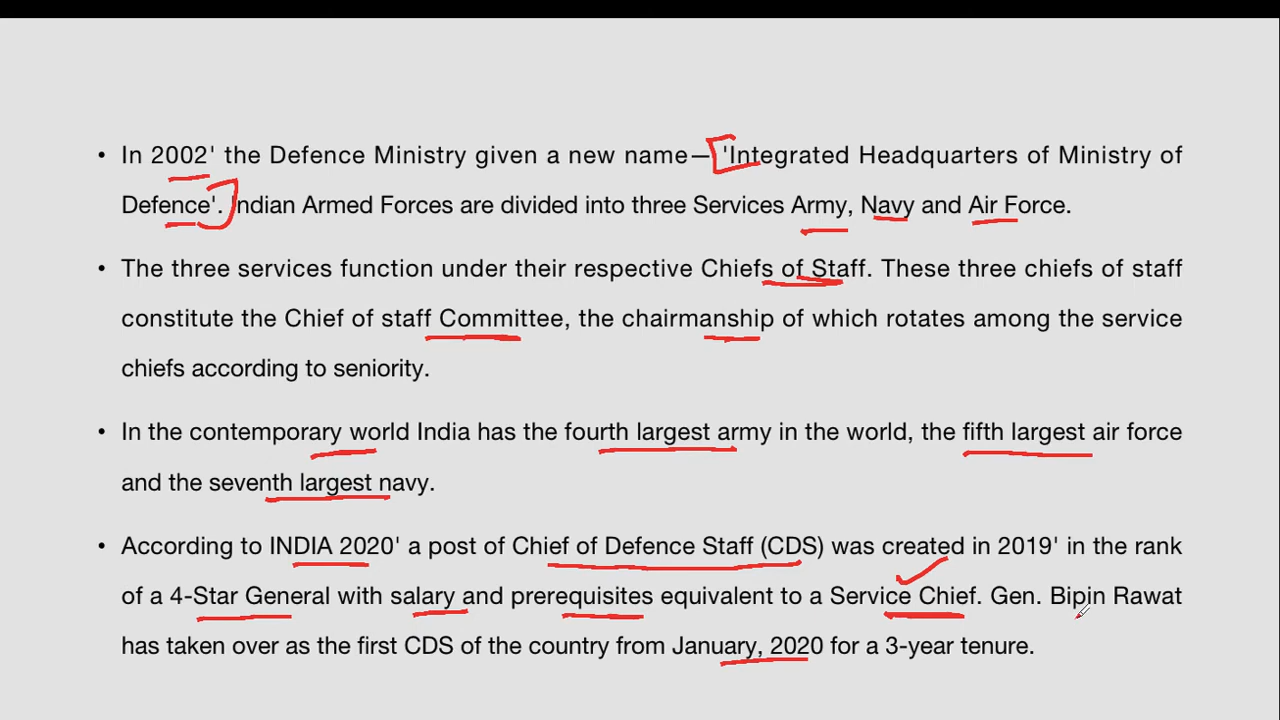 • In 2002' the Defence Ministry given a new name—'Integrated Headquarters of Ministry of
Defence'. Indian Armed Forces are divided into three Services Army, Navy and Air Force.
• The three services function under their respective Chiefs of Staff. These three chiefs of staff
constitute the Chief of staff Committee, the chairmanship of which rotates among the service
chiefs according to seniority.
• In the contemporary world India has the fourth largest army in the world, the fifth largest air force
and the seventh largest navy.
• According to INDIA 2020' a post of Chief of Defence Staff (CDS) was created in 2019' in the rank
of a 4-Star General with salary and prerequisites equivalent to a Service Chief. Gen. Bipin Rawat
has taken over as the first CDS of the country from January, 2020 for a 3-year tenure.